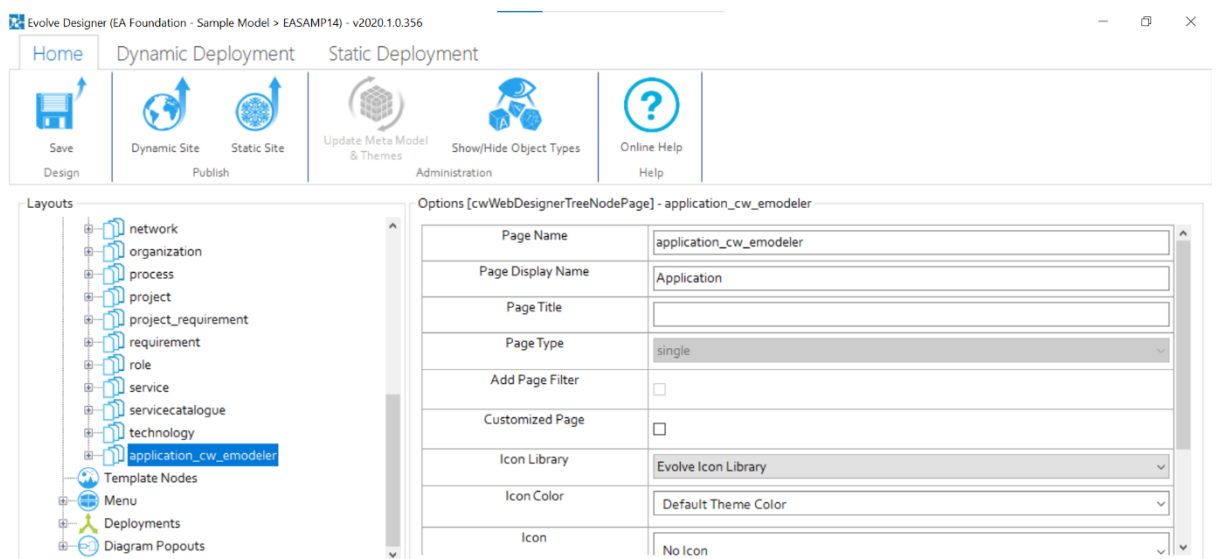 Evolve Designer (EA Foundation - Sample Model > EASAMP14) - v2020.1.0.356
Home Dynamic Deployment Static Deployment
Save Dynamic Site Static Site Update Meta Model & Themes Show/Hide Object Types Online Help
Design Publish Administration Help
Layouts
network
organization
process
project
project_requirement
requirement
role
service
servicecatalogue
technology
application_cw_emodeler
Template Nodes
Menu
Deployments
Diagram Popouts
Options [cwWebDesignerTreeNodePage] - application_cw_emodeler
Page Name application_cw_emodeler
Page Display Name Application
Page Title
Page Type single
Add Page Filter
Customized Page
Icon Library Evolve Icon Library
Icon Color Default Theme Color
Icon No Icon